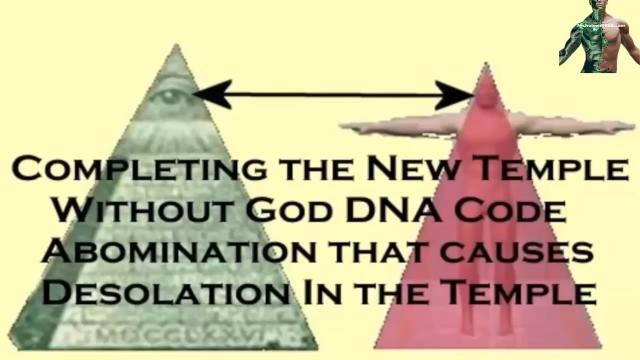 Completing the New Temple
Without God DNA Code
Abomination that causes
Desolation In the Temple